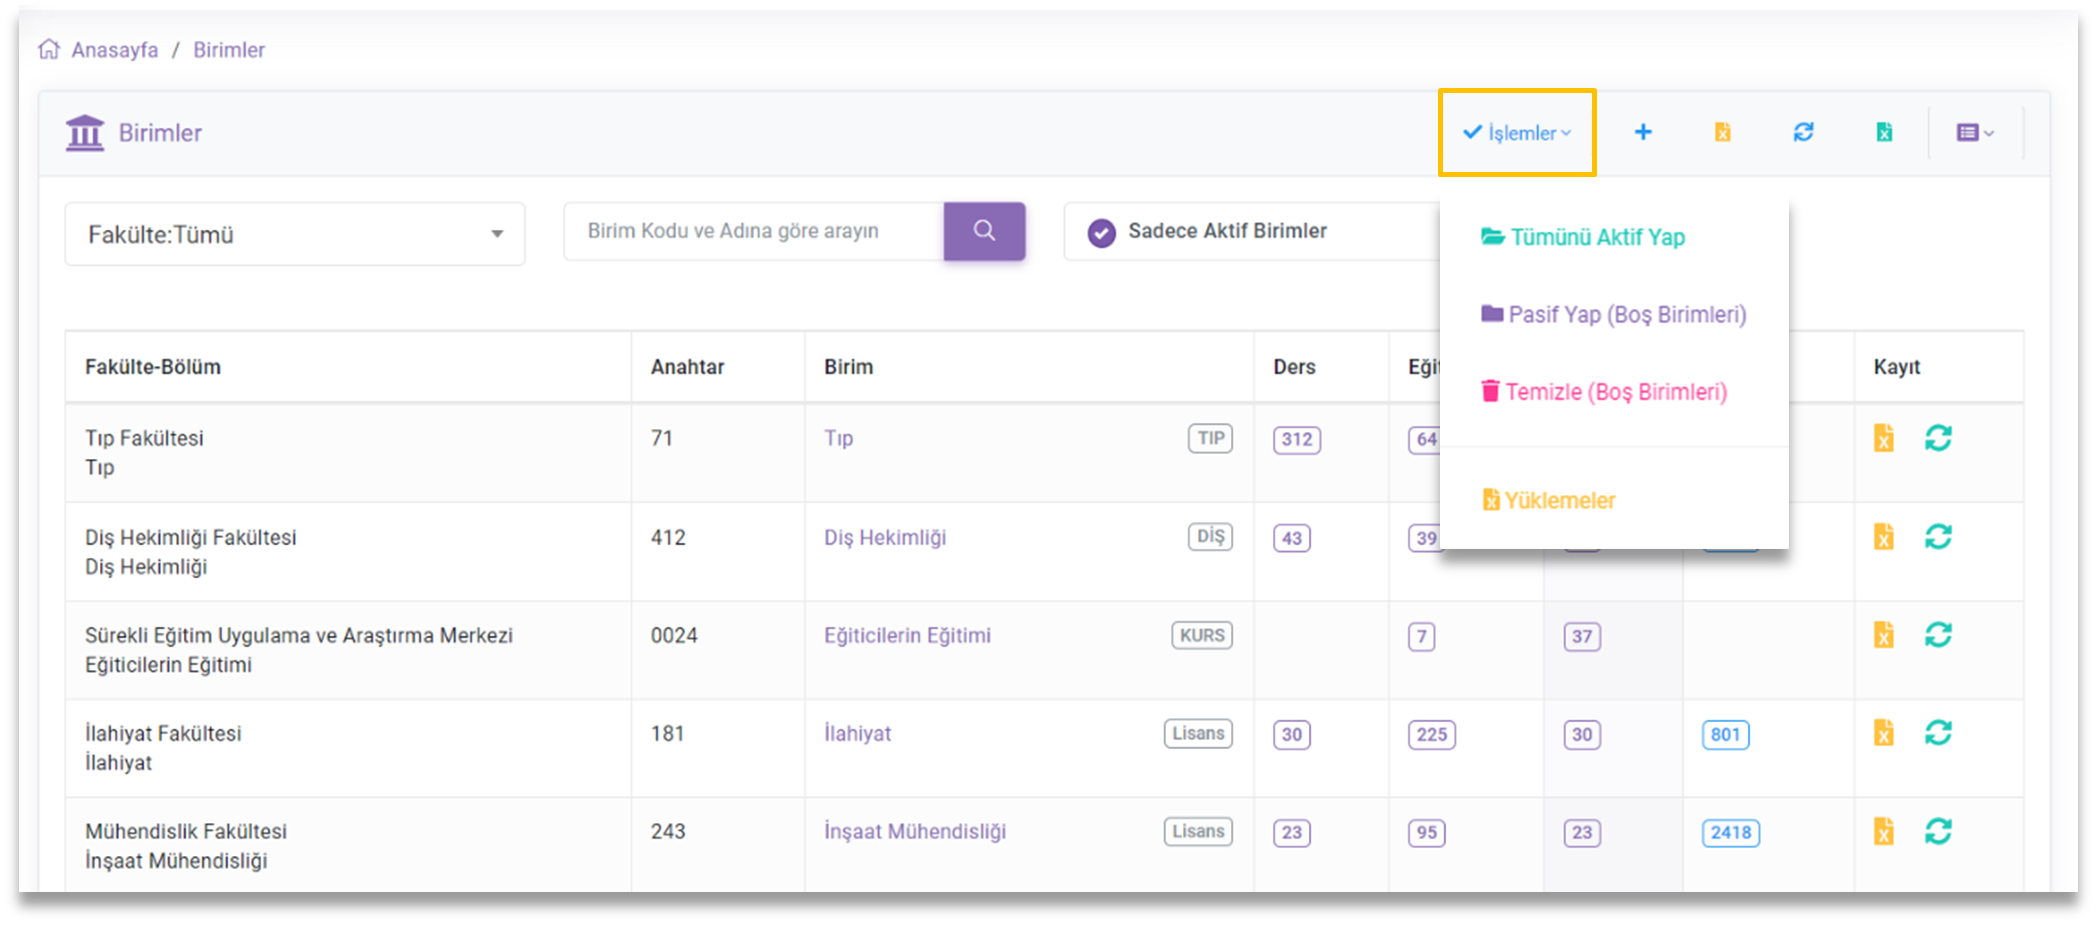 Anasayfa / Birimler
Birimler
İşlemler
Fakülte:Tümü
Birim Kodu ve Adına göre arayın
Sadece Aktif Birimler
Tümünü Aktif Yap
Pasif Yap (Boş Birimleri)
Temizle (Boş Birimleri)
Yüklemeler
Fakülte-Bölüm Anahtar Birim Ders Kayıt
Tıp Fakültesi 71 Tıp TIP 312 64
Tıp
Diş Hekimliği Fakültesi 412 Diş Hekimliği DİŞ 43 39
Diş Hekimliği
Sürekli Eğitim Uygulama ve Araştırma Merkezi 0024 Eğiticilerin Eğitimi KURS 7 37
Eğiticilerin Eğitimi
İlahiyat Fakültesi 181 İlahiyat Lisans 30 225 30 801
İlahiyat
Mühendislik Fakültesi 243 İnşaat Mühendisliği Lisans 23 95 23 2418
İnşaat Mühendisliği